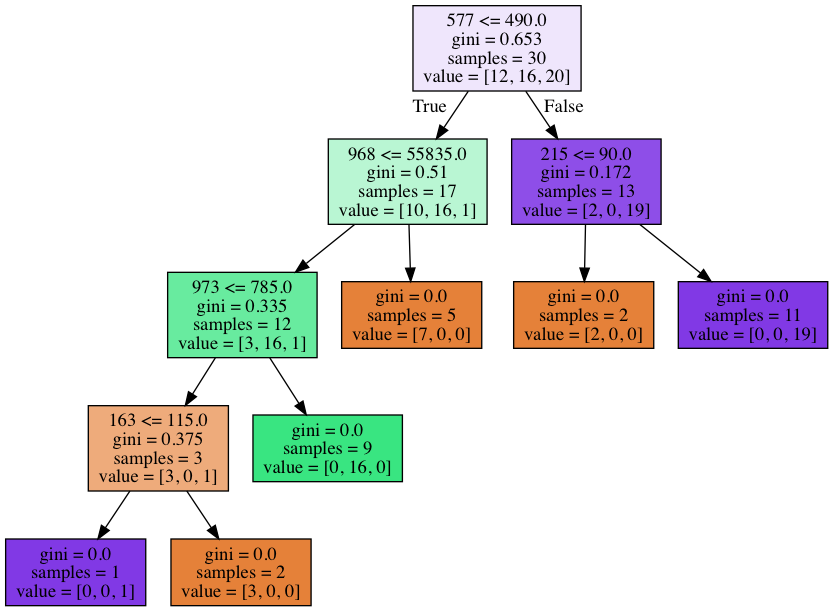 577 <= 490.0
gini = 0.653
samples = 30
value = [12, 16, 20]
True
False
968 <= 55835.0
gini = 0.51
samples = 17
value = [10, 16, 1]
215 <= 90.0
gini = 0.172
samples = 13
value = [2, 0, 19]
973 <= 785.0
gini = 0.335
samples = 12
value = [3, 16, 1]
gini = 0.0
samples = 5
value = [7, 0, 0]
gini = 0.0
samples = 2
value = [2, 0, 0]
gini = 0.0
samples = 11
value = [0, 0, 19]
163 <= 115.0
gini = 0.375
samples = 3
value = [3, 0, 1]
gini = 0.0
samples = 9
value = [0, 16, 0]
gini = 0.0
samples = 1
value = [0, 0, 1]
gini = 0.0
samples = 2
value = [3, 0, 0]